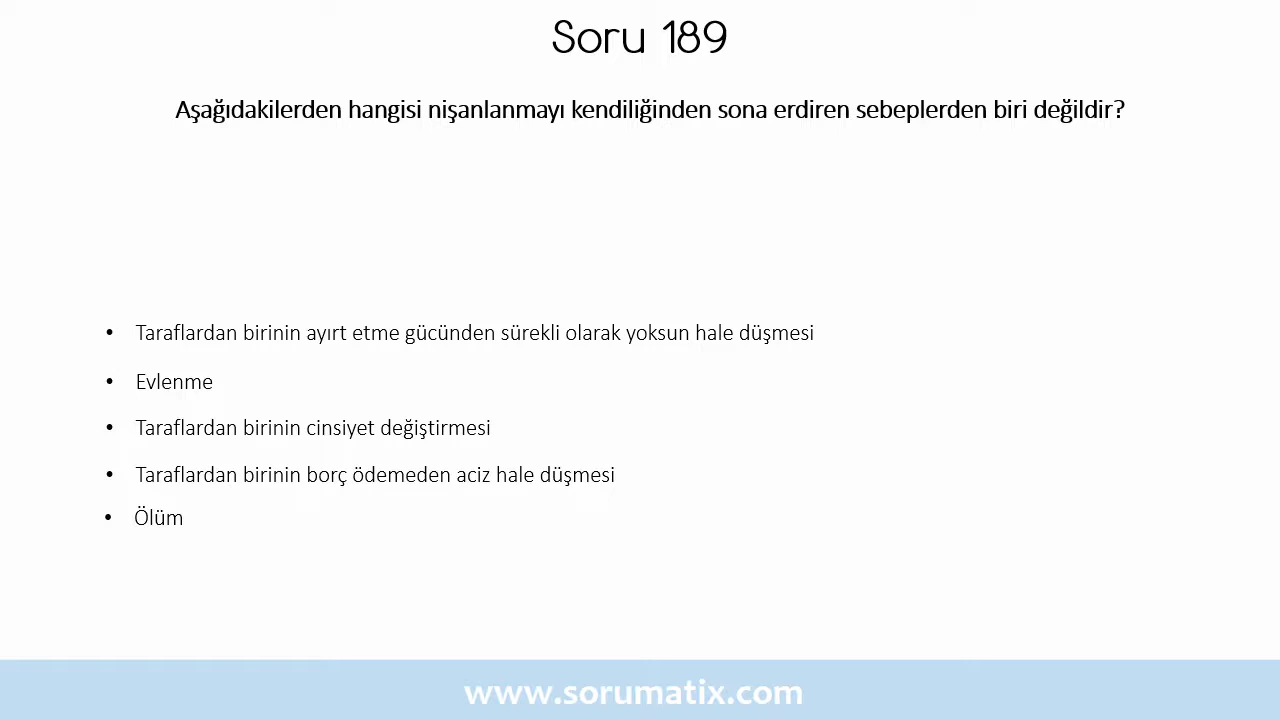 Soru 189
Aşağıdakilerden hangisi nişanlanmayı kendiliğinden sona erdiren sebeplerden biri değildir?
• Taraflardan birinin ayırt etme gücünden sürekli olarak yoksun hale düşmesi
• Evlenme
• Taraflardan birinin cinsiyet değiştirmesi
• Taraflardan birinin borç ödemeden aciz hale düşmesi
• Ölüm
www.sorumatix.com